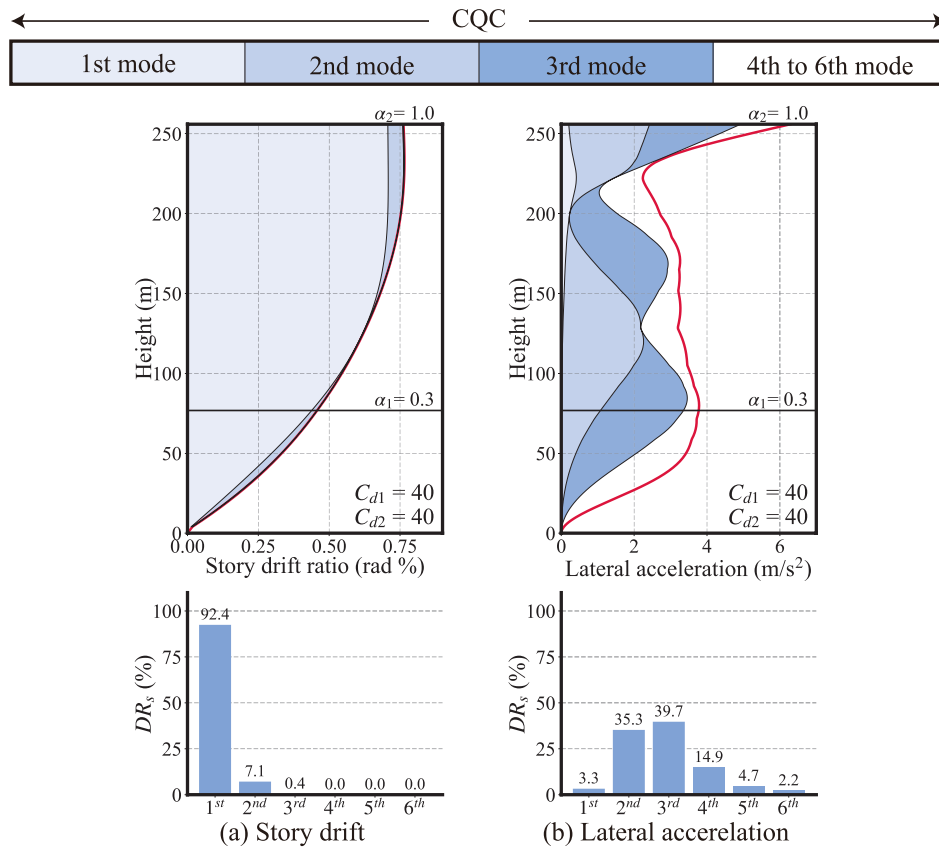 CQC
1st mode
2nd mode
3rd mode
4th to 6th mode
α2 = 1.0
250
200
150
100
50
0
Height (m)
α1 = 0.3
Cd1 = 40
Cd2 = 40
0.00
0.25
0.50
0.75
Story drift ratio (rad %)
α2 = 1.0
250
200
150
100
50
0
Height (m)
α1 = 0.3
Cd1 = 40
Cd2 = 40
0
2
4
6
Lateral acceleration (m/s²)
100
75
50
25
0
DRs (%)
92.4
7.1
0.4
0.0
0.0
0.0
1st
2nd
3rd
4th
5th
6th
(a) Story drift
100
75
50
25
0
DRs (%)
3.3
35.3
39.7
14.9
4.7
2.2
1st
2nd
3rd
4th
5th
6th
(b) Lateral accerelation